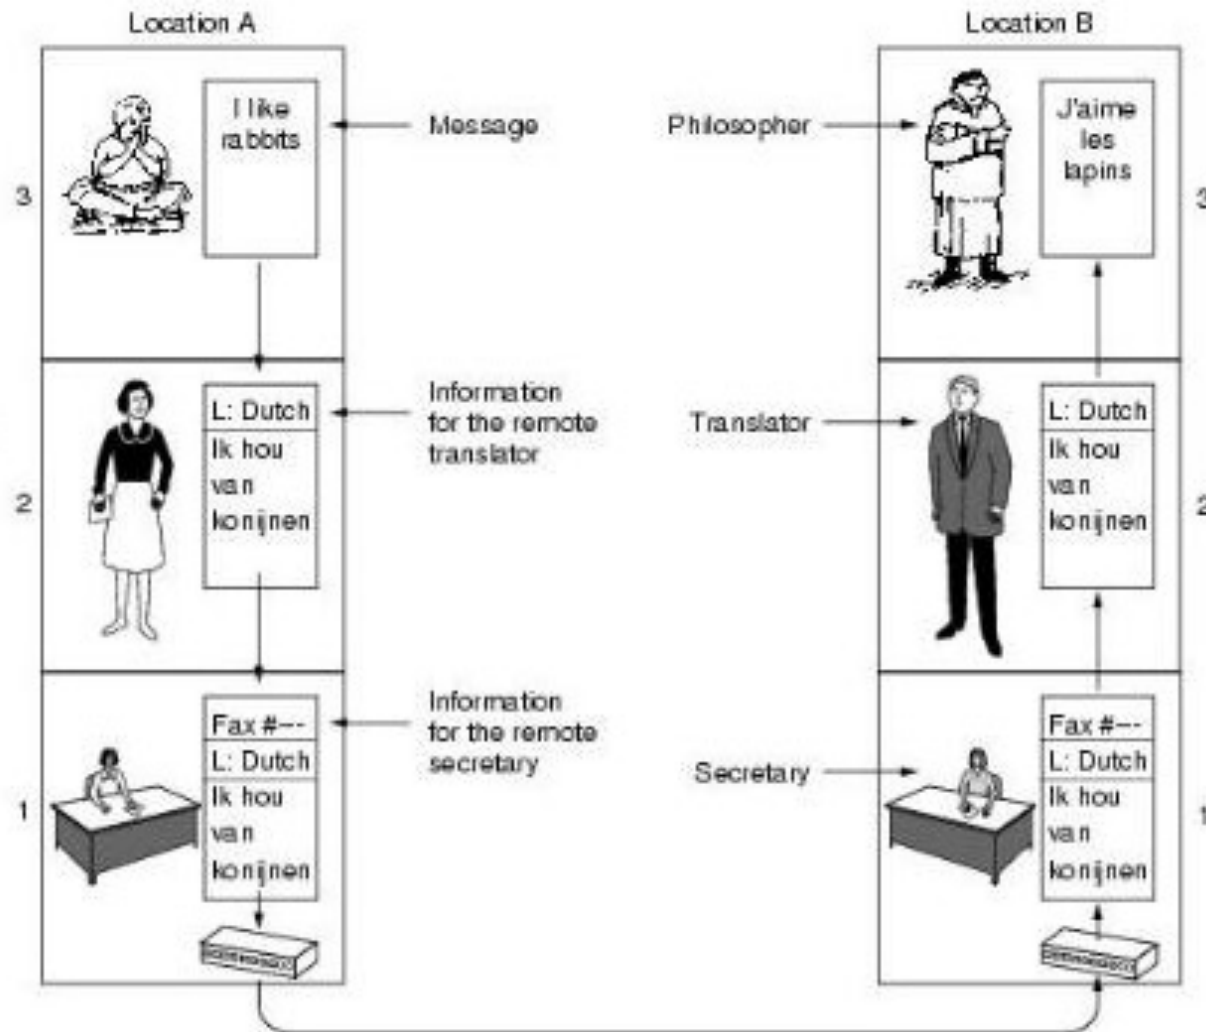 Location A
Location B
I like
rabbits
Message
Philosopher
J'aime
les
lapins
3
3
Information
for the remote
translator
L: Dutch
Ik hou
van
konijnen
Translator
L: Dutch
Ik hou
van
konijnen
2
2
Information
for the remote
secretary
Fax #---
L: Dutch
Ik hou
van
konijnen
Secretary
Fax #---
L: Dutch
Ik hou
van
konijnen
1
1